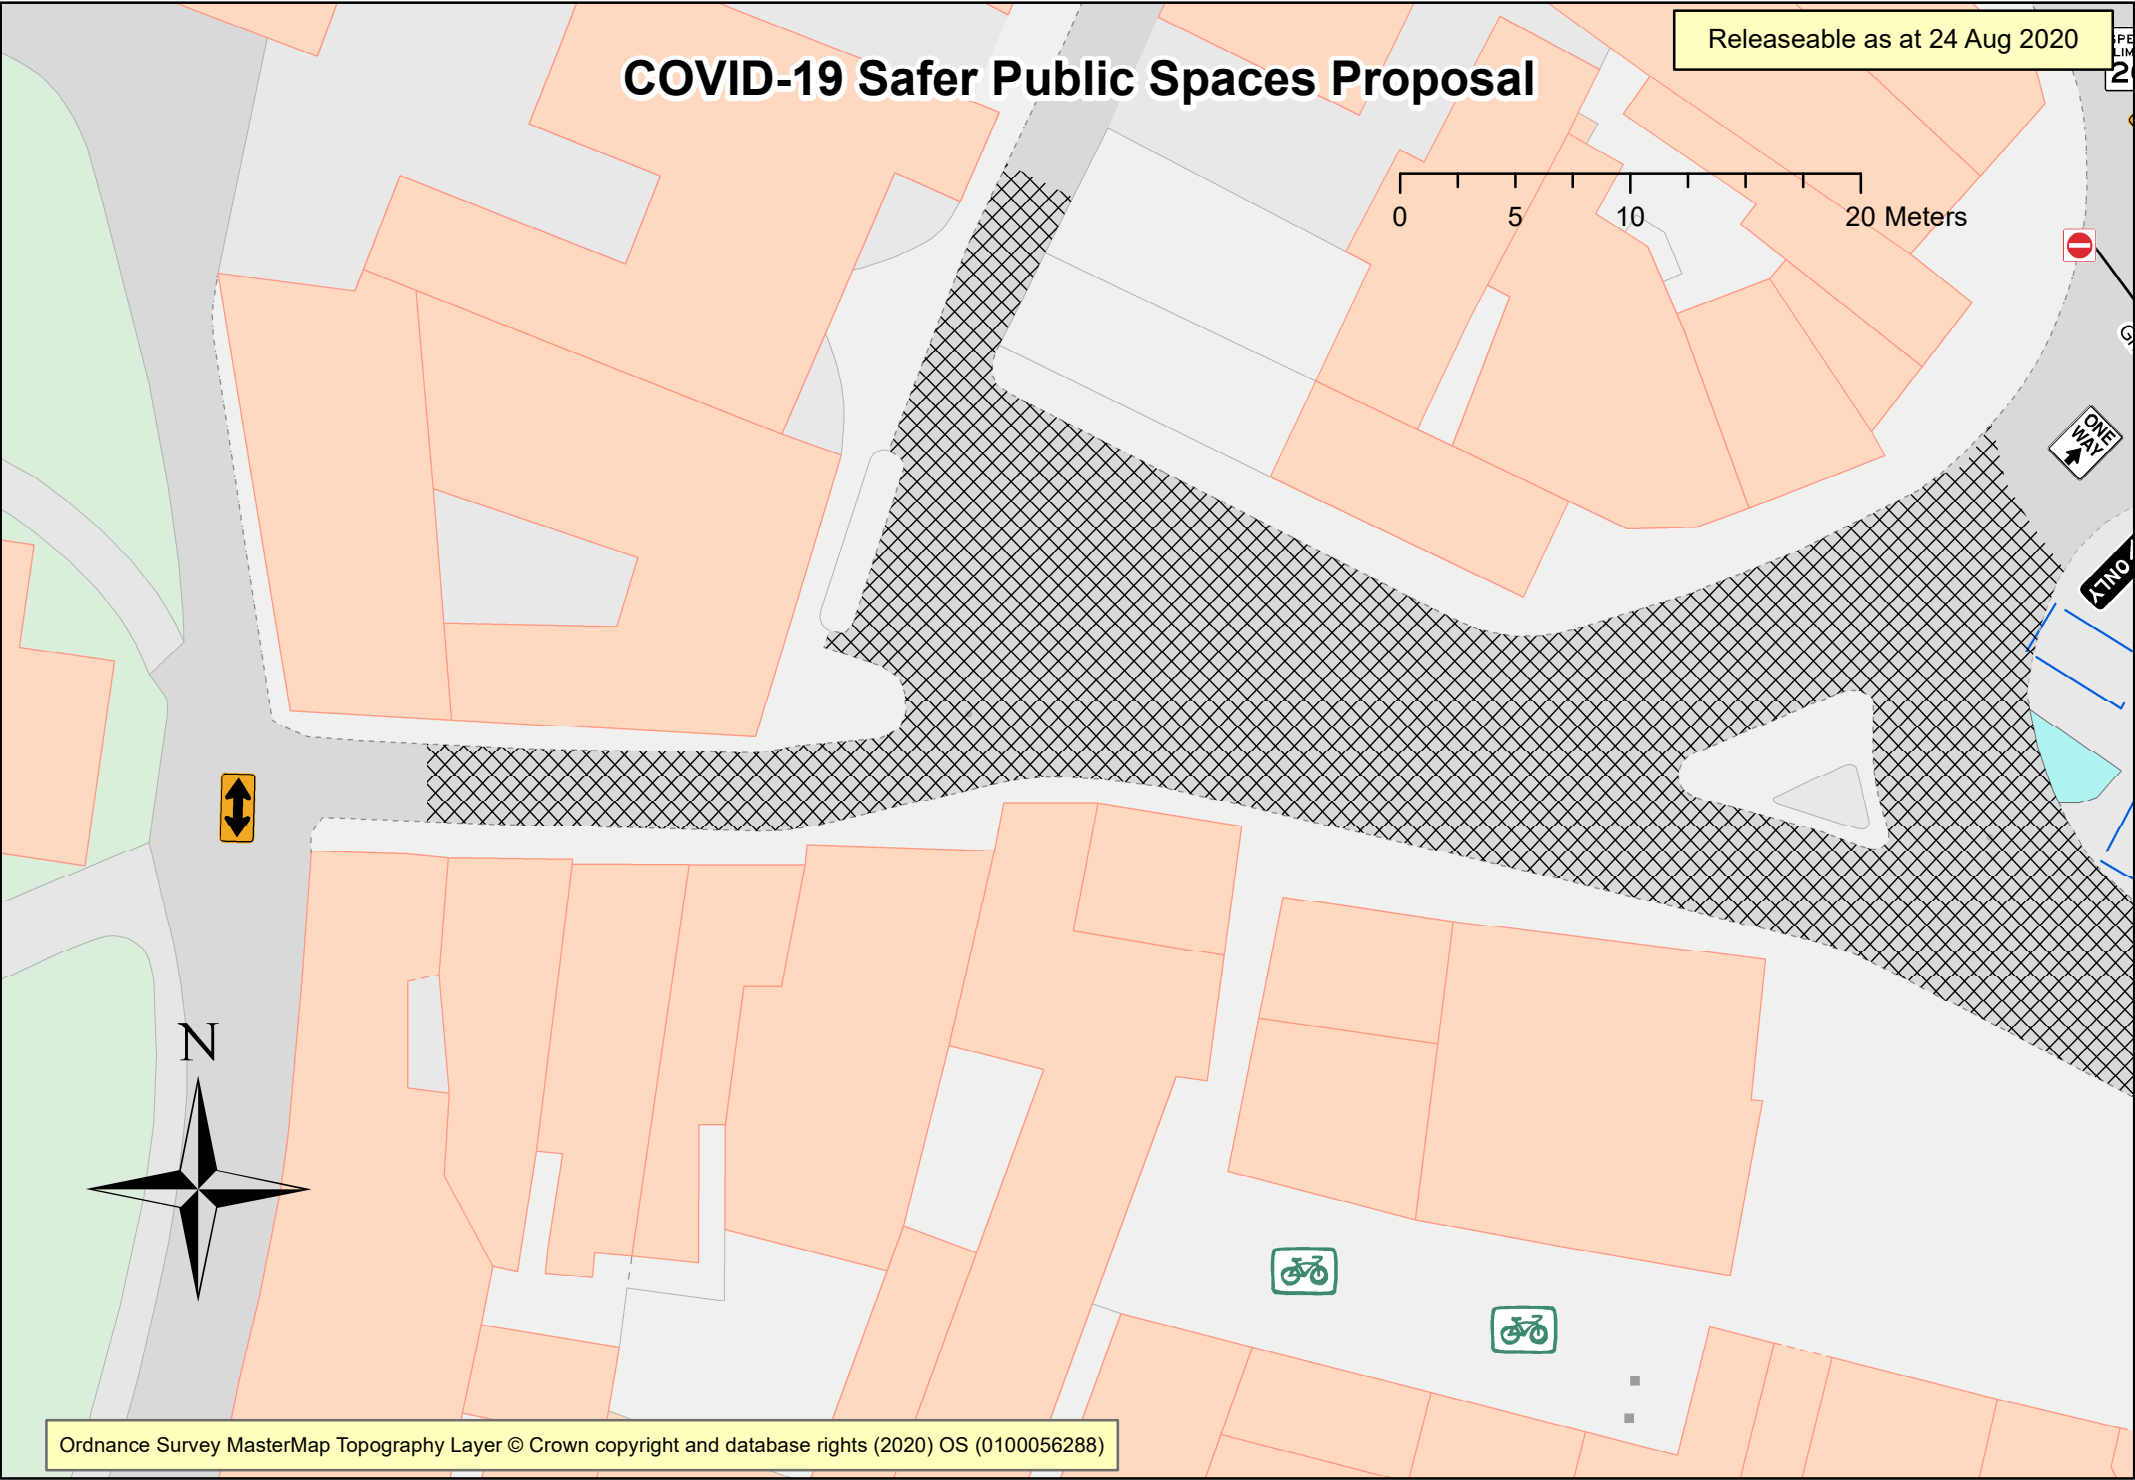 Releaseable as at 24 Aug 2020
COVID-19 Safer Public Spaces Proposal
0 5 10 20 Meters
ONE
WAY
ONLY
N
Ordnance Survey MasterMap Topography Layer © Crown copyright and database rights (2020) OS (0100056288)